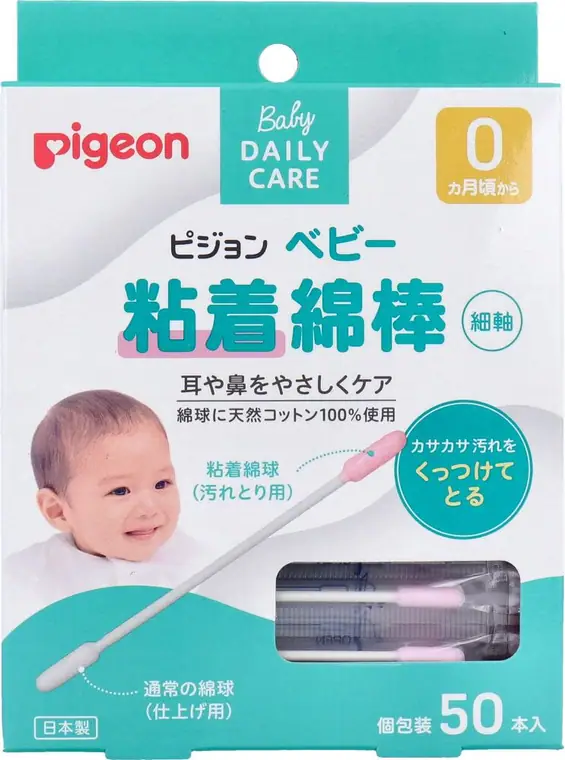 pigeon
Baby
DAILY
CARE
0
カ月頃から
ピジョン ベビー
粘着綿棒
細軸
耳や鼻をやさしくケア
綿球に天然コットン100%使用
カサカサ汚れを
くっつけて
とる
粘着綿球
(汚れとり用)
通常の綿球
(仕上げ用)
日本製
個包装 50本入